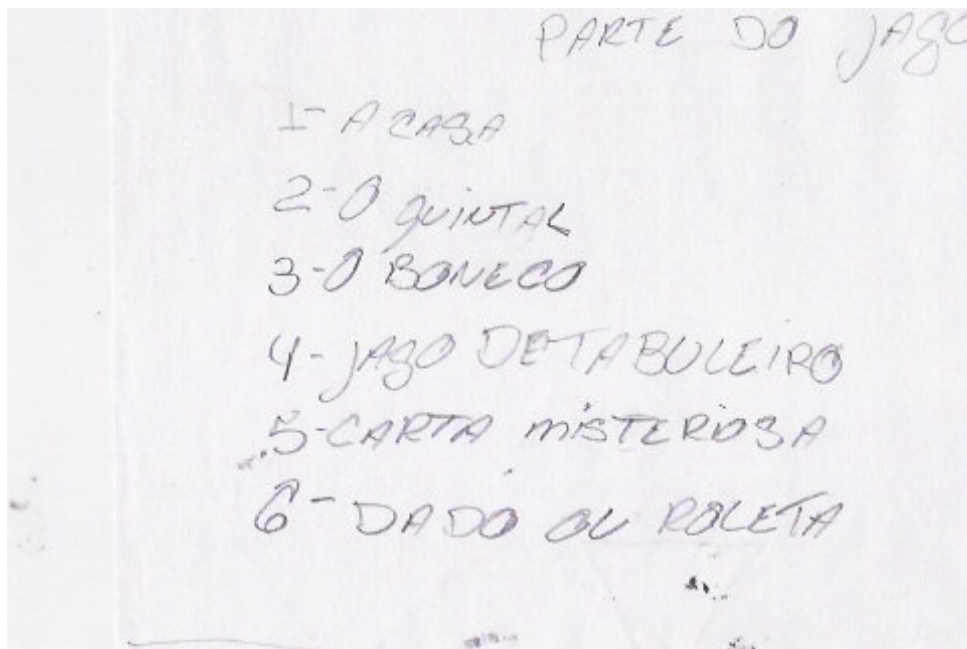 PARTE DO JAGO
1- A CASA
2- O QUINTAL
3- O BONECO
4- JAGO DE TABULEIRO
5- CARTA MISTERIOSA
6- DADO OU ROLETA